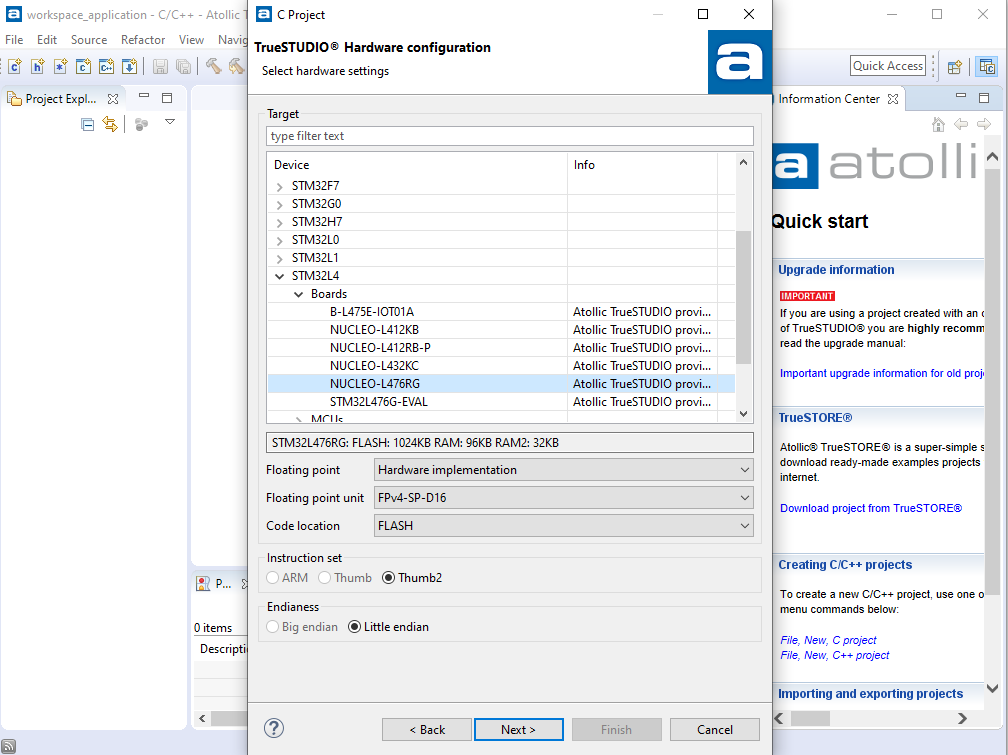 workspace_application - C/C++ - Atollic T
File Edit Source Refactor View Navig
Quick Access
Project Expl...
P...
0 items
Descripti
C Project
TrueSTUDIO® Hardware configuration
Select hardware settings
Target
type filter text
Device Info
STM32F7
STM32G0
STM32H7
STM32L0
STM32L1
STM32L4
Boards
B-L475E-IOT01A Atollic TrueSTUDIO provi...
NUCLEO-L412KB Atollic TrueSTUDIO provi...
NUCLEO-L412RB-P Atollic TrueSTUDIO provi...
NUCLEO-L432KC Atollic TrueSTUDIO provi...
NUCLEO-L476RG Atollic TrueSTUDIO provi...
STM32L476G-EVAL Atollic TrueSTUDIO provi...
MCUs
STM32L476RG: FLASH: 1024KB RAM: 96KB RAM2: 32KB
Floating point Hardware implementation
Floating point unit FPv4-SP-D16
Code location FLASH
Instruction set
ARM Thumb Thumb2
Endianess
Big endian Little endian
< Back Next > Finish Cancel
Information Center
a atolli
Quick start
Upgrade information
IMPORTANT
If you are using a project created with an o
of TrueSTUDIO® you are highly recomm
read the upgrade manual:
Important upgrade information for old proj
TrueSTORE®
Atollic® TrueSTORE® is a super-simple s
download ready-made examples projects
internet.
Download project from TrueSTORE®
Creating C/C++ projects
To create a new C/C++ project, use one o
menu commands below:
File, New, C project
File, New, C++ project
Importing and exporting projects